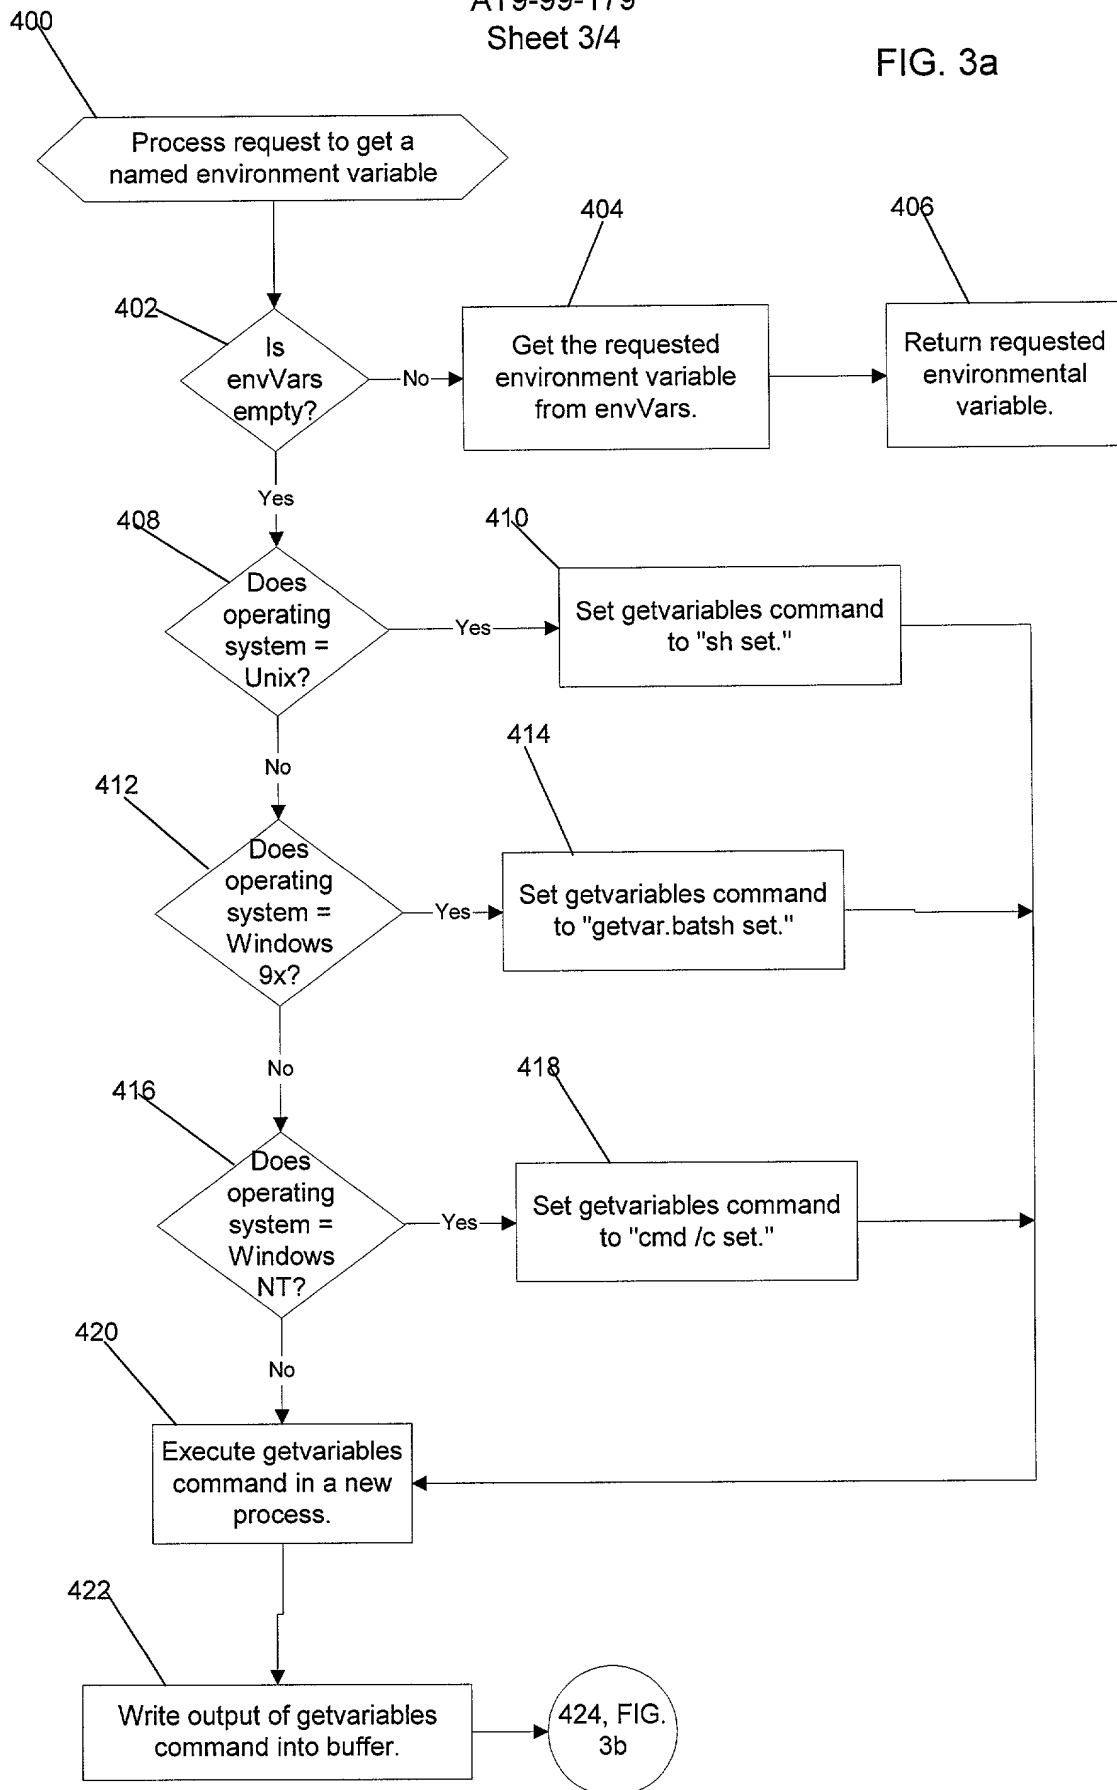 AT9-99-179
Sheet 3/4
FIG. 3a
400
Process request to get a
named environment variable
402
Is
envVars
empty?
No
404
Get the requested
environment variable
from envVars.
406
Return requested
environmental
variable.
Yes
408
Does
operating
system =
Unix?
Yes
410
Set getvariables command
to "sh set."
No
412
Does
operating
system =
Windows
9x?
Yes
414
Set getvariables command
to "getvar.batsh set."
No
416
Does
operating
system =
Windows
NT?
Yes
418
Set getvariables command
to "cmd /c set."
No
420
Execute getvariables
command in a new
process.
422
Write output of getvariables
command into buffer.
424, FIG.
3b